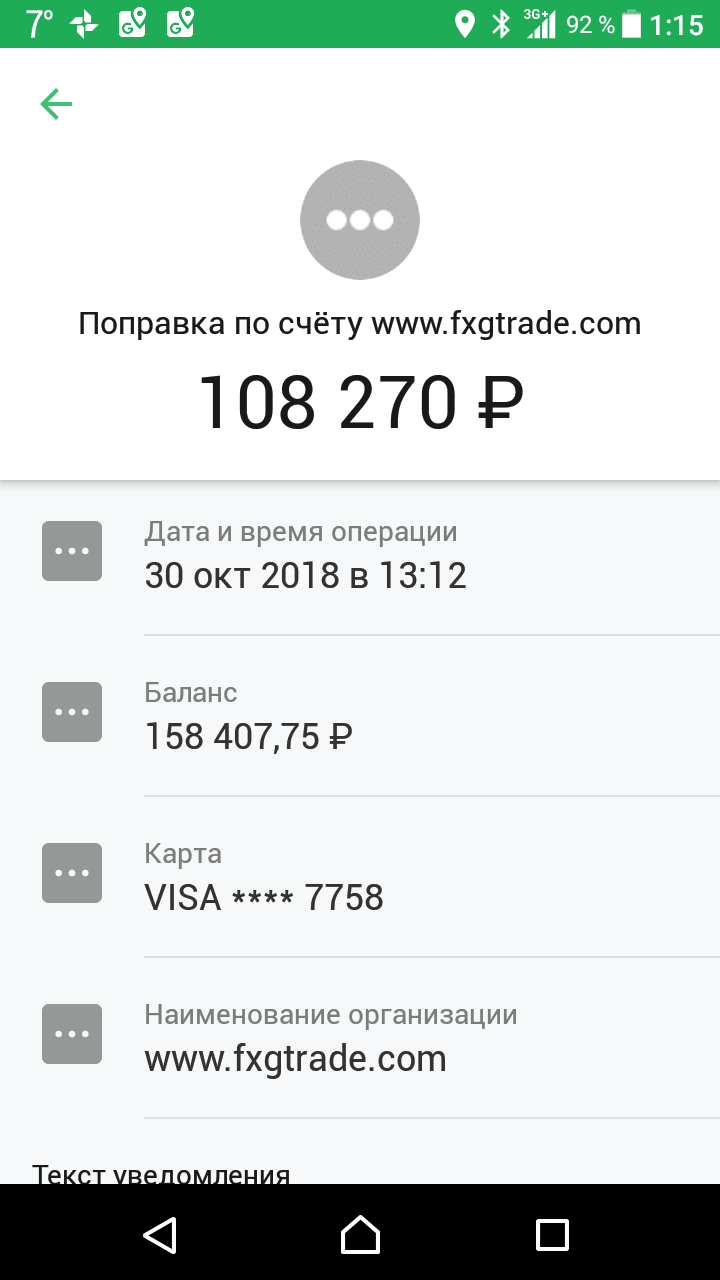 7° 3G+ 92 % 1:15
Поправка по счёту www.fxgtrade.com
108 270 ₽
Дата и время операции
30 окт 2018 в 13:12
Баланс
158 407,75 ₽
Карта
VISA **** 7758
Наименование организации
www.fxgtrade.com
Текст уведомления